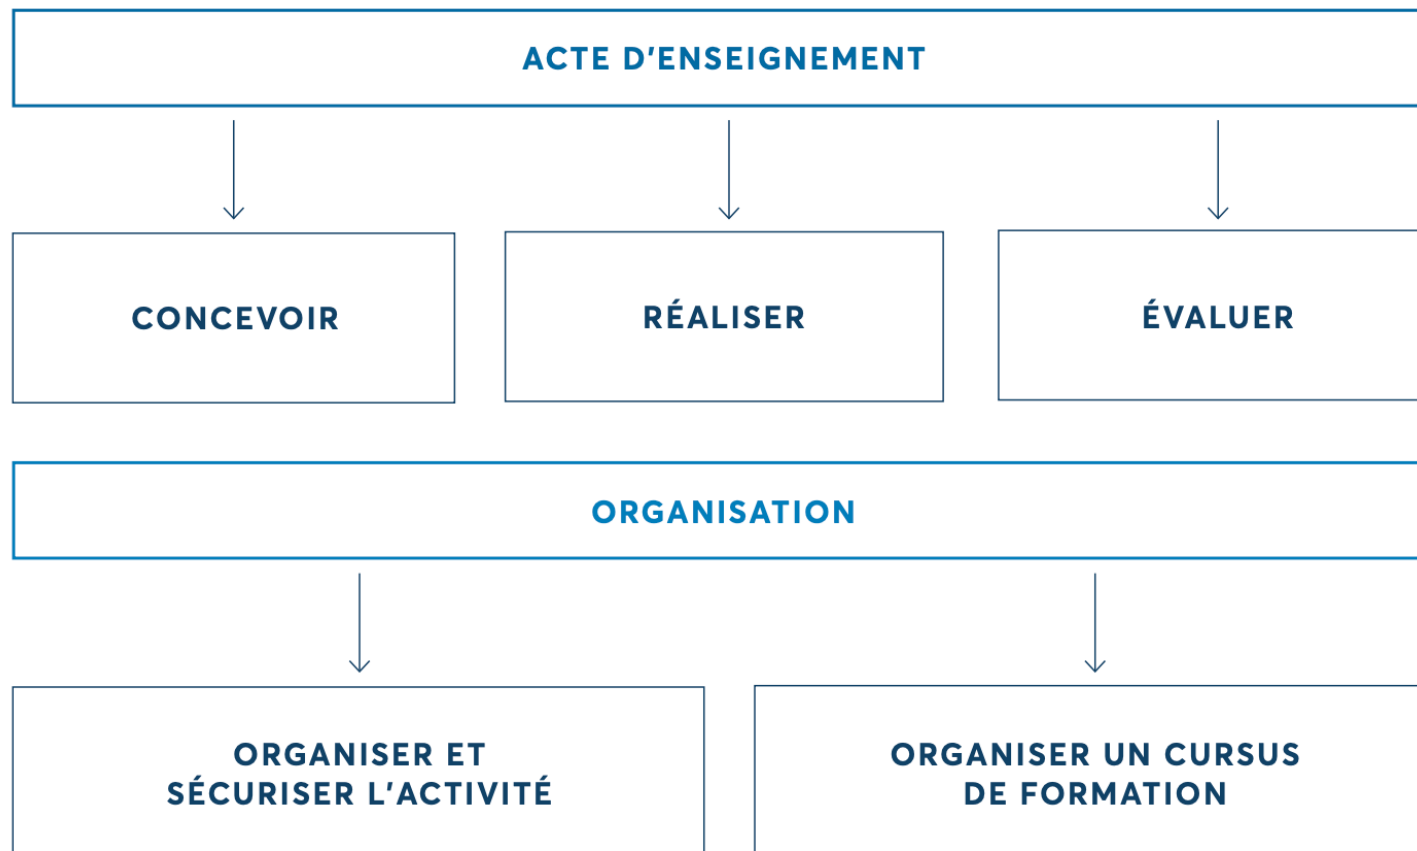 ACTE D'ENSEIGNEMENT
CONCEVOIR
RÉALISER
ÉVALUER
ORGANISATION
ORGANISER ET
SÉCURISER L'ACTIVITÉ
ORGANISER UN CURSUS
DE FORMATION